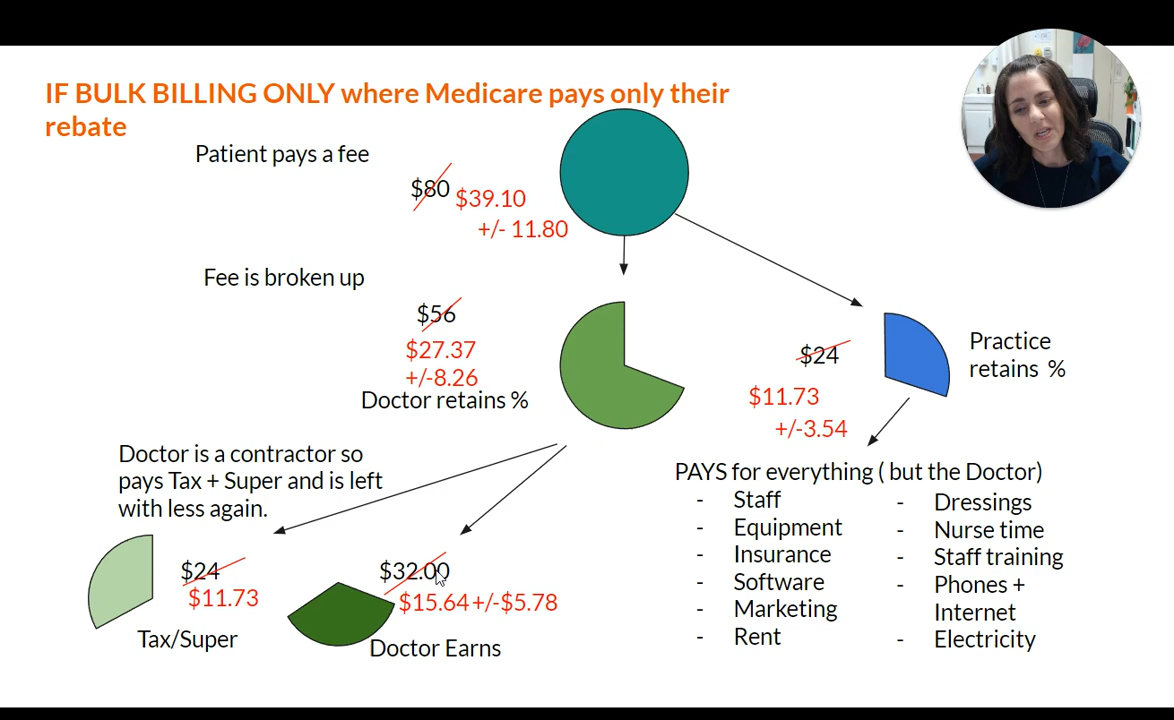 IF BULK BILLING ONLY where Medicare pays only their
rebate
Patient pays a fee
$80 $39.10
+/- 11.80
Fee is broken up
$56
$27.37
+/-8.26
Doctor retains %
$24
$11.73
+/-3.54
Practice
retains %
Doctor is a contractor so
pays Tax + Super and is left
with less again.
$24
$11.73
Tax/Super
$32.00
$15.64 +/-$5.78
Doctor Earns
PAYS for everything ( but the Doctor)
- Staff
- Equipment
- Insurance
- Software
- Marketing
- Rent
- Dressings
- Nurse time
- Staff training
- Phones +
Internet
- Electricity